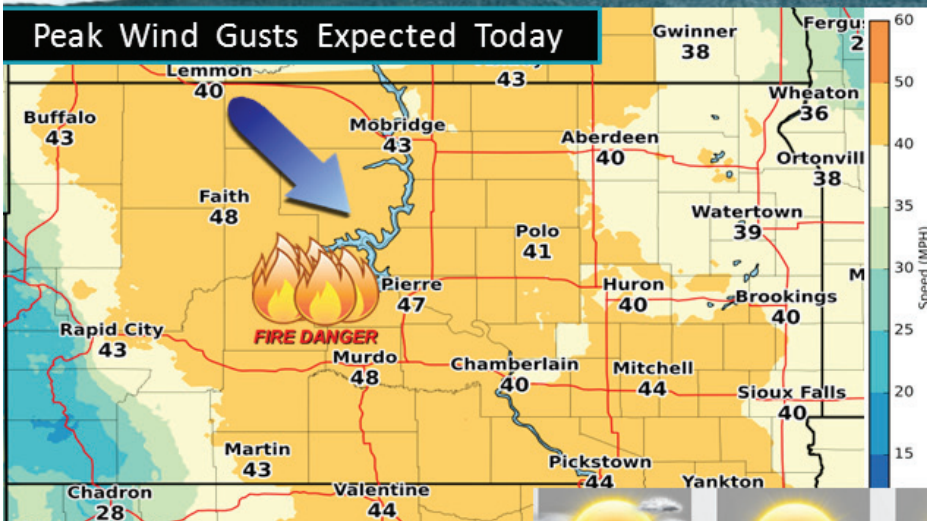 Peak Wind Gusts Expected Today
Gwinner
38
43
60
Lemmon
40
50
Wheaton
36
Buffalo
43
Mobridge
43
Aberdeen
40
40
Ortonvill
38
Faith
48
35
Watertown
39
Polo
41
30
Speed (MPH)
Pierre
47
Huron
40
Brookings
40
FIRE DANGER
Rapid City
43
25
Murdo
48
Chamberlain
40
Mitchell
44
20
Sioux Falls
40
15
Martin
43
Pickstown
44
Yankton
Chadron
28
Valentine
44